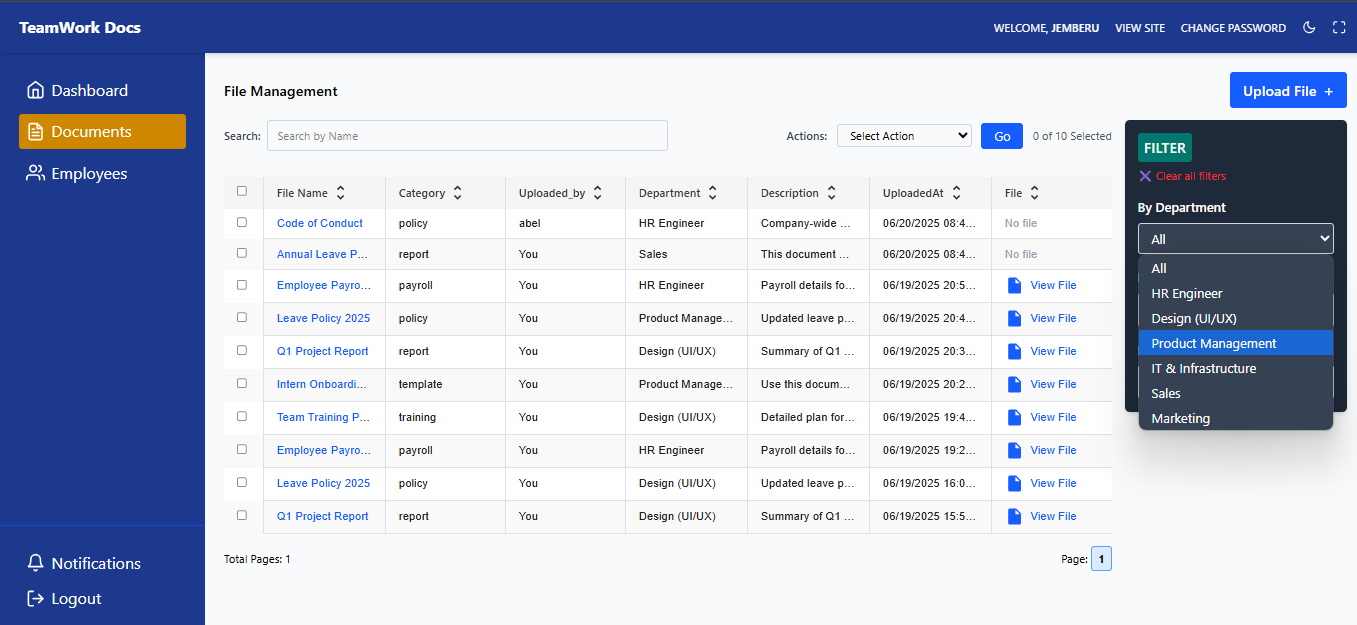 TeamWork Docs
WELCOME, JEMBERU VIEW SITE CHANGE PASSWORD
Dashboard
Documents
Employees
Notifications
Logout
File Management
Upload File +
Search: Search by Name
Actions: Select Action Go 0 of 10 Selected
File Name Category Uploaded_by Department Description UploadedAt File
Code of Conduct policy abel HR Engineer Company-wide ... 06/20/2025 08:4... No file
Annual Leave P... report You Sales This document ... 06/20/2025 08:4... No file
Employee Payro... payroll You HR Engineer Payroll details fo... 06/19/2025 20:5... View File
Leave Policy 2025 policy You Product Manage... Updated leave p... 06/19/2025 20:4... View File
Q1 Project Report report You Design (UI/UX) Summary of Q1 ... 06/19/2025 20:3... View File
Intern Onboardi... template You Product Manage... Use this docum... 06/19/2025 20:2... View File
Team Training P... training You Design (UI/UX) Detailed plan for... 06/19/2025 19:4... View File
Employee Payro... payroll You HR Engineer Payroll details fo... 06/19/2025 19:2... View File
Leave Policy 2025 policy You Design (UI/UX) Updated leave p... 06/19/2025 16:0... View File
Q1 Project Report report You Design (UI/UX) Summary of Q1 ... 06/19/2025 15:5... View File
Total Pages: 1
Page: 1
FILTER
Clear all filters
By Department
All
All
HR Engineer
Design (UI/UX)
Product Management
IT & Infrastructure
Sales
Marketing